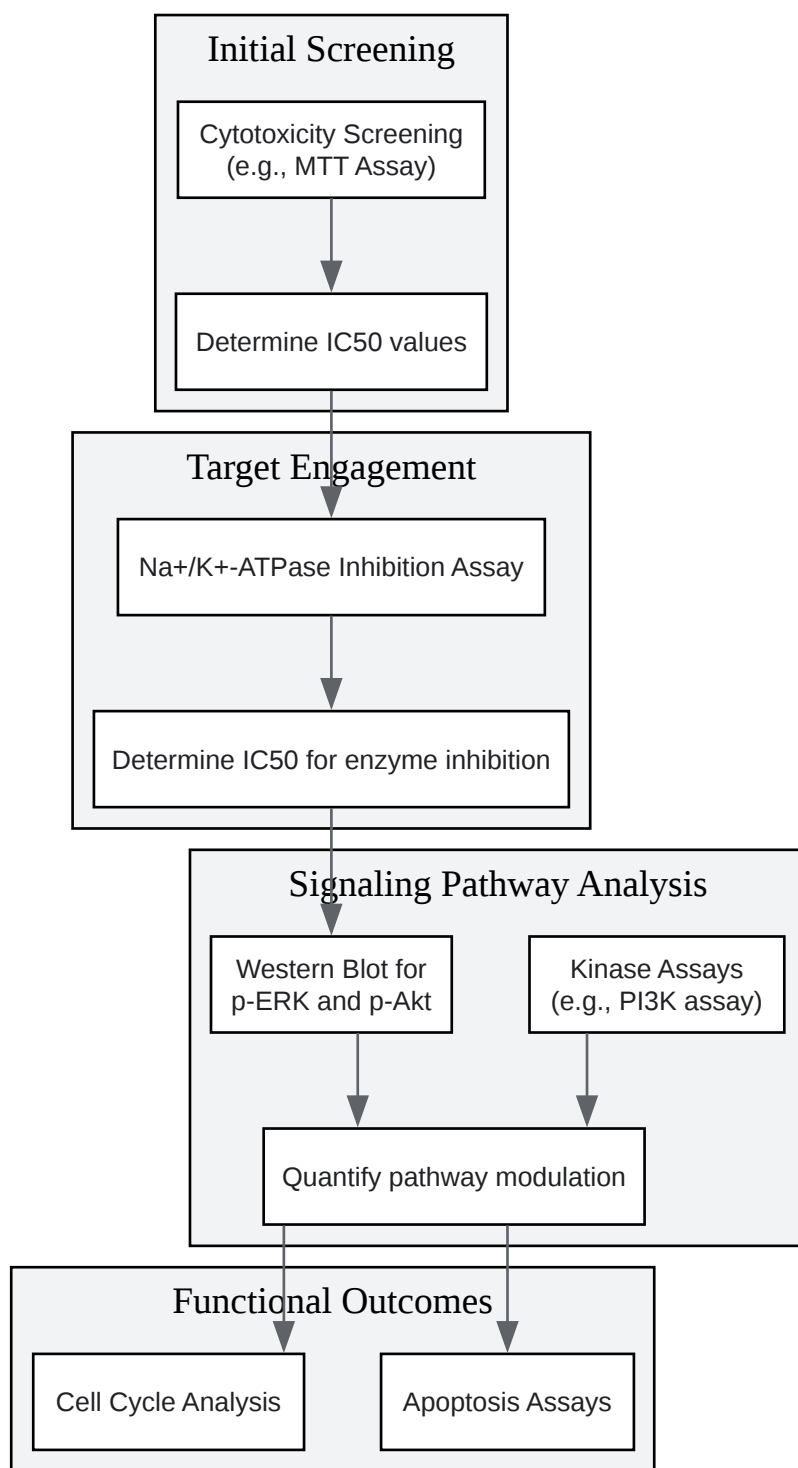 Initial Screening
Cytotoxicity Screening
(e.g., MTT Assay)
Determine IC50 values
Target Engagement
Na+/K+-ATPase Inhibition Assay
Determine IC50 for enzyme inhibition
Signaling Pathway Analysis
Western Blot for
p-ERK and p-Akt
Kinase Assays
(e.g., PI3K assay)
Quantify pathway modulation
Functional Outcomes
Cell Cycle Analysis
Apoptosis Assays